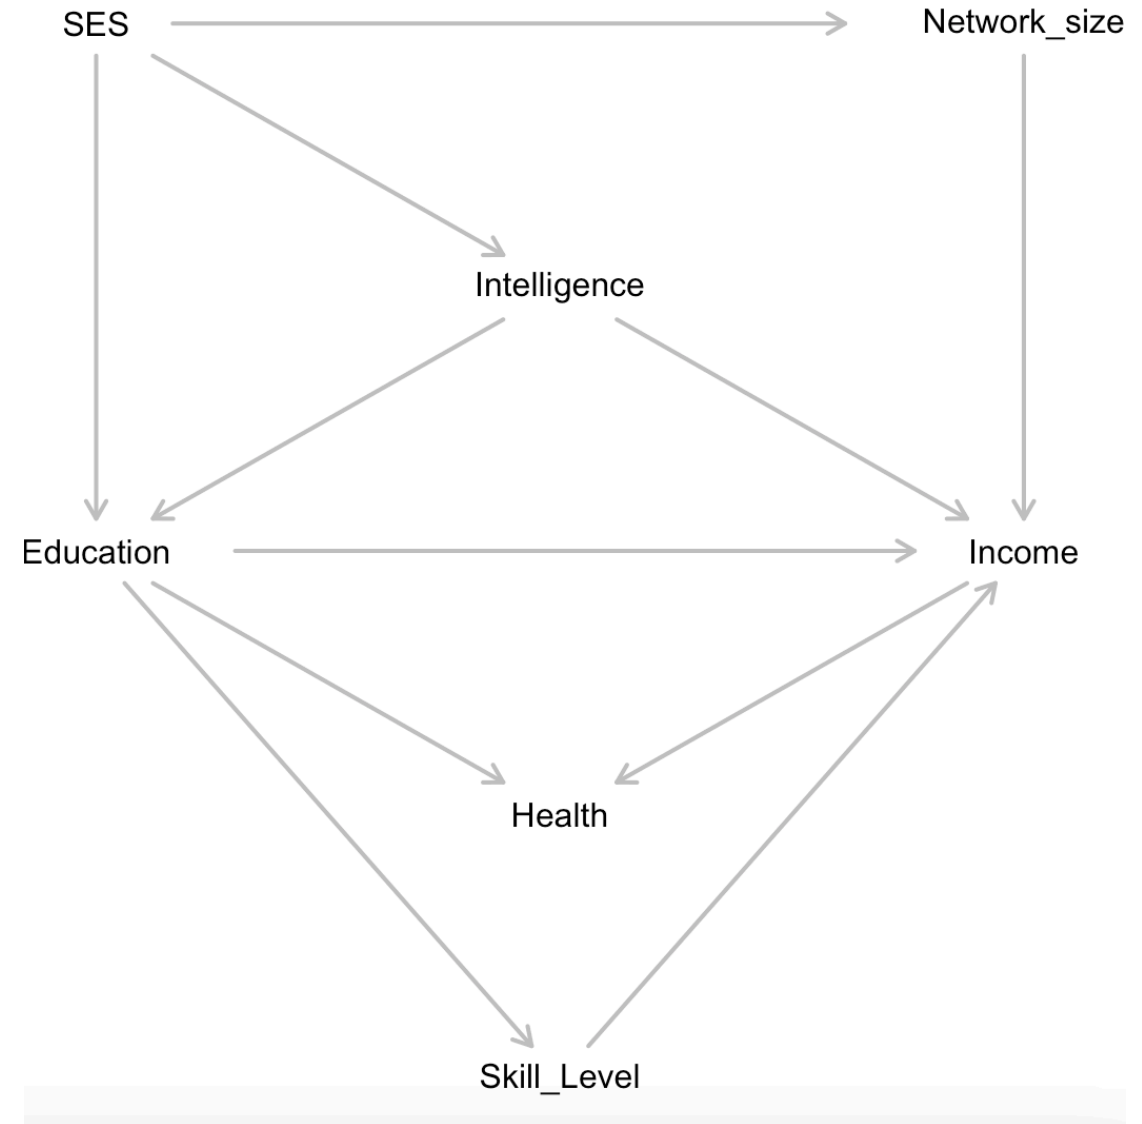 SES
Network_size
Intelligence
Education
Income
Health
Skill_Level